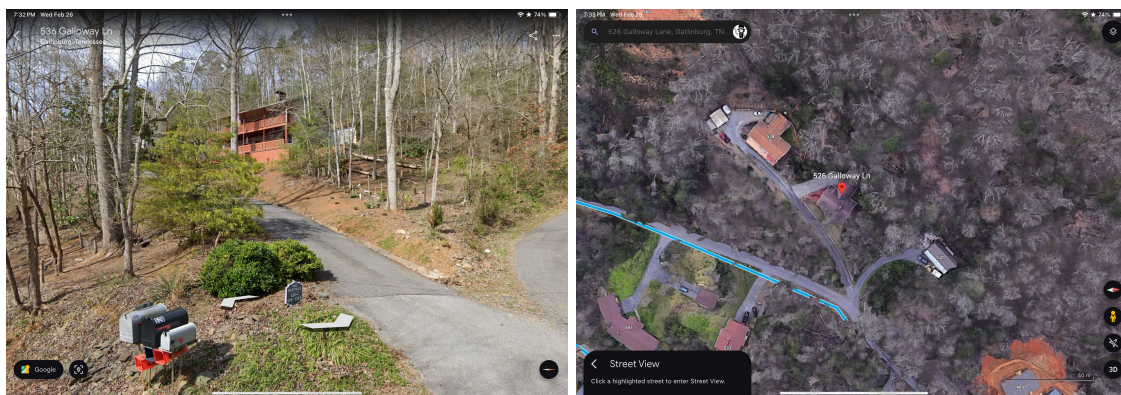 7:32 PM Wed Feb 26
74%
536 Galloway Ln
Gatlinburg, Tennessee
Google
7:33 PM Wed Feb 26
74%
526 Galloway Lane, Gatlinburg, TN
526 Galloway Ln
Street View
Click a highlighted street to enter Street View.
40 m
3D